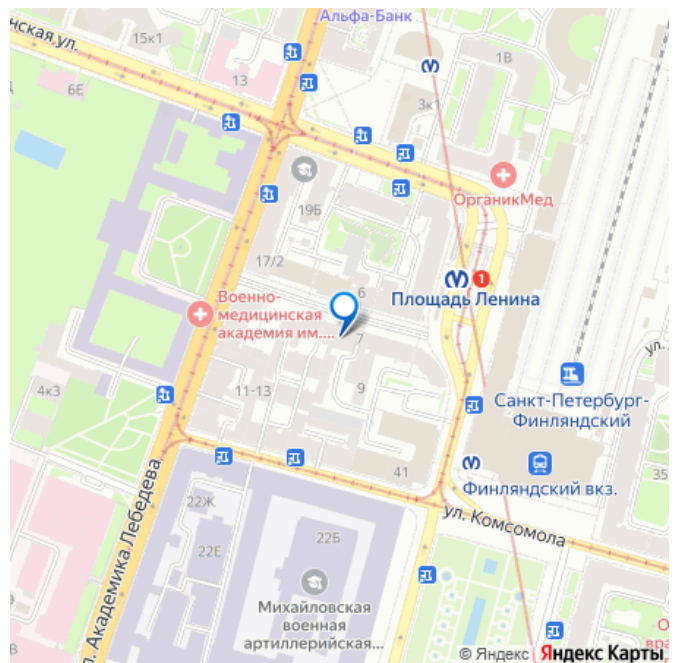 Альфа-Банк
нская ул.
15к1
13
1В
6Е
3к1
ОрганикМед
19Б
17/2
6
1
Площадь Ленина
Военно-
медицинская
академия им....
7
ул.
4к3
11-13
9
Санкт-Петербург-
Финляндский
41
Финляндский вкз.
35
22Ж
ул. Комсомола
л. Академика Лебедева
22Е
22Б
Михайловская
военная
артиллерийская...
О
вра
В
© Яндекс Яндекс Карты